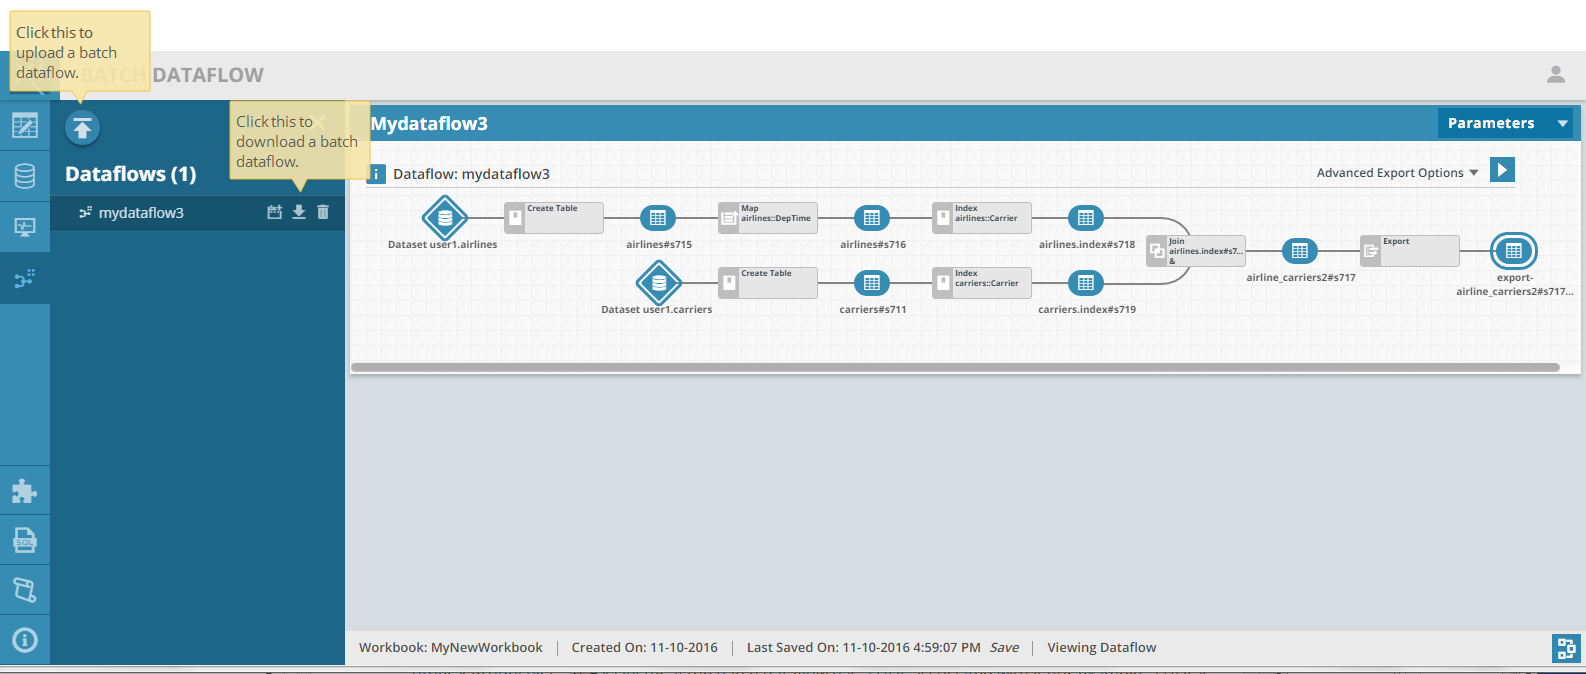 Click this to
upload a batch
dataflow.
BATCH DATAFLOW
Click this to
download a batch
dataflow.
Mydataflow3
Parameters
Dataflows (1)
mydataflow3
i
Dataflow: mydataflow3
Advanced Export Options
Create Table
Map
airlines::DepTime
Index
airlines::Carrier
Dataset user1.airlines
airlines#s715
airlines#s716
airlines.index#s718
Join
airlines.index#s7...
&
Export
airline_carriers2#s717
export-
airline_carriers2#s717...
Create Table
Index
carriers::Carrier
Dataset user1.carriers
carriers#s711
carriers.index#s719
SQL
Workbook: MyNewWorkbook
Created On: 11-10-2016
Last Saved On: 11-10-2016 4:59:07 PM
Save
Viewing Dataflow